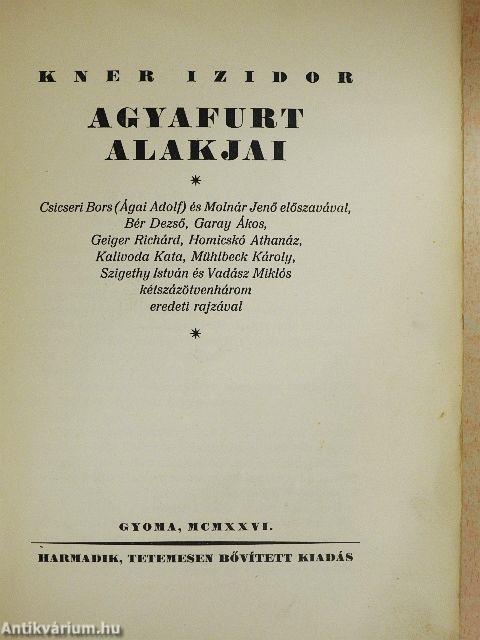 KNER IZIDOR
AGYAFURT
ALAKJAI
*
Csicseri Bors (Ágai Adolf) és Molnár Jenő előszavával,
Bér Dezső, Garay Ákos,
Geiger Richárd, Homicskó Athanáz,
Kalivoda Kata, Mühlbeck Károly,
Szigethy István és Vadász Miklós
kétszázötvenhárom
eredeti rajzával
*
GYOMA, MCMXXVI.
HARMADIK, TETEMESEN BŐVÍTETT KIADÁS
Antikvárium.hu